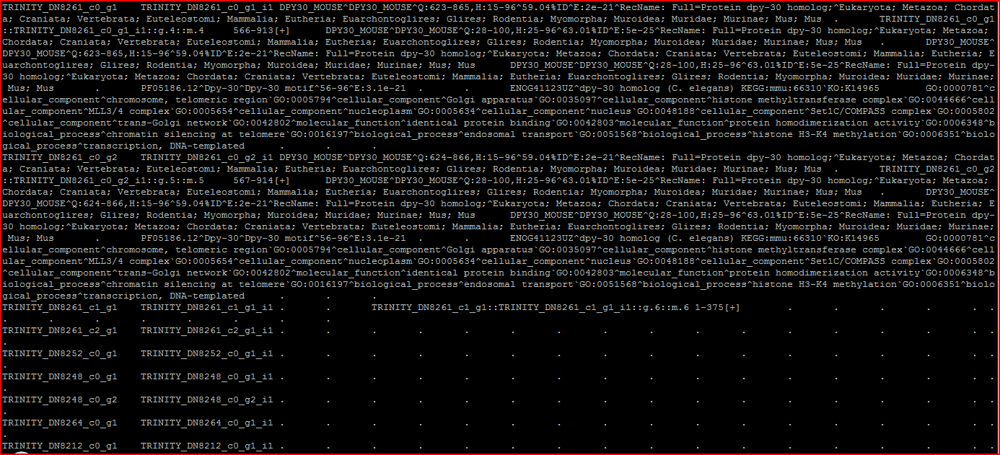 TRINITY_DN8261_c0_g1    TRINITY_DN8261_c0_g1_i1 DPY30_MOUSE^DPY30_MOUSE^Q:623-865,H:15-96^59.04%ID^E:2e-21^RecName: Full=Protein dpy-30 homolog;^Eukaryota; Metazoa; Chordat
a; Craniata; Vertebrata; Euteleostomi; Mammalia; Eutheria; Euarchontoglires; Glires; Rodentia; Myomorpha; Muroidea; Muridae; Murinae; Mus; Mus  .       TRINITY_DN8261_c0_g1
::TRINITY_DN8261_c0_g1_i1::g.4::m.4     566-913[+]      DPY30_MOUSE^DPY30_MOUSE^Q:28-100,H:25-96^63.01%ID^E:5e-25^RecName: Full=Protein dpy-30 homolog;^Eukaryota; Metazoa;
Chordata; Craniata; Vertebrata; Euteleostomi; Mammalia; Eutheria; Euarchontoglires; Glires; Rodentia; Myomorpha; Muroidea; Muridae; Murinae; Mus; Mus   .       DPY30_MOUSE^
DPY30_MOUSE^Q:623-865,H:15-96^59.04%ID^E:2e-21^RecName: Full=Protein dpy-30 homolog;^Eukaryota; Metazoa; Chordata; Craniata; Vertebrata; Euteleostomi; Mammalia; Eutheria; E
uarchontoglires; Glires; Rodentia; Myomorpha; Muroidea; Muridae; Murinae; Mus; Mus      DPY30_MOUSE^DPY30_MOUSE^Q:28-100,H:25-96^63.01%ID^E:5e-25^RecName: Full=Protein dpy-
30 homolog;^Eukaryota; Metazoa; Chordata; Craniata; Vertebrata; Euteleostomi; Mammalia; Eutheria; Euarchontoglires; Glires; Rodentia; Myomorpha; Muroidea; Muridae; Murinae;
 Mus; Mus       .       PF05186.12^Dpy-30^Dpy-30 motif^56-96^E:3.1e-21  .       .       ENOG41123UZ^dpy-30 homolog (C. elegans) KEGG:mmu:66310`KO:K14965        GO:0000781^c
ellular_component^chromosome, telomeric region`GO:0005794^cellular_component^Golgi apparatus`GO:0035097^cellular_component^histone methyltransferase complex`GO:0044666^cell
ular_component^MLL3/4 complex`GO:0005654^cellular_component^nucleoplasm`GO:0005634^cellular_component^nucleus`GO:0048188^cellular_component^Set1C/COMPASS complex`GO:0005802
^cellular_component^trans-Golgi network`GO:0042802^molecular_function^identical protein binding`GO:0042803^molecular_function^protein homodimerization activity`GO:0006348^b
iological_process^chromatin silencing at telomere`GO:0016197^biological_process^endosomal transport`GO:0051568^biological_process^histone H3-K4 methylation`GO:0006351^biolo
gical_process^transcription, DNA-templated      .       .       .
TRINITY_DN8261_c0_g2    TRINITY_DN8261_c0_g2_i1 DPY30_MOUSE^DPY30_MOUSE^Q:624-866,H:15-96^59.04%ID^E:2e-21^RecName: Full=Protein dpy-30 homolog;^Eukaryota; Metazoa; Chordat
a; Craniata; Vertebrata; Euteleostomi; Mammalia; Eutheria; Euarchontoglires; Glires; Rodentia; Myomorpha; Muroidea; Muridae; Murinae; Mus; Mus  .       TRINITY_DN8261_c0_g2
::TRINITY_DN8261_c0_g2_i1::g.5::m.5     567-914[+]      DPY30_MOUSE^DPY30_MOUSE^Q:28-100,H:25-96^63.01%ID^E:5e-25^RecName: Full=Protein dpy-30 homolog;^Eukaryota; Metazoa;
Chordata; Craniata; Vertebrata; Euteleostomi; Mammalia; Eutheria; Euarchontoglires; Glires; Rodentia; Myomorpha; Muroidea; Muridae; Murinae; Mus; Mus   .       DPY30_MOUSE^
DPY30_MOUSE^Q:624-866,H:15-96^59.04%ID^E:2e-21^RecName: Full=Protein dpy-30 homolog;^Eukaryota; Metazoa; Chordata; Craniata; Vertebrata; Euteleostomi; Mammalia; Eutheria; E
uarchontoglires; Glires; Rodentia; Myomorpha; Muroidea; Muridae; Murinae; Mus; Mus      DPY30_MOUSE^DPY30_MOUSE^Q:28-100,H:25-96^63.01%ID^E:5e-25^RecName: Full=Protein dpy-
30 homolog;^Eukaryota; Metazoa; Chordata; Craniata; Vertebrata; Euteleostomi; Mammalia; Eutheria; Euarchontoglires; Glires; Rodentia; Myomorpha; Muroidea; Muridae; Murinae;
 Mus; Mus       .       PF05186.12^Dpy-30^Dpy-30 motif^56-96^E:3.1e-21  .       .       ENOG41123UZ^dpy-30 homolog (C. elegans) KEGG:mmu:66310`KO:K14965        GO:0000781^c
ellular_component^chromosome, telomeric region`GO:0005794^cellular_component^Golgi apparatus`GO:0035097^cellular_component^histone methyltransferase complex`GO:0044666^cell
ular_component^MLL3/4 complex`GO:0005654^cellular_component^nucleoplasm`GO:0005634^cellular_component^nucleus`GO:0048188^cellular_component^Set1C/COMPASS complex`GO:0005802
^cellular_component^trans-Golgi network`GO:0042802^molecular_function^identical protein binding`GO:0042803^molecular_function^protein homodimerization activity`GO:0006348^b
iological_process^chromatin silencing at telomere`GO:0016197^biological_process^endosomal transport`GO:0051568^biological_process^histone H3-K4 methylation`GO:0006351^biolo
gical_process^transcription, DNA-templated      .       .       .
TRINITY_DN8261_c1_g1    TRINITY_DN8261_c1_g1_i1 .       .       TRINITY_DN8261_c1_g1::TRINITY_DN8261_c1_g1_i1::g.6::m.6 1-375[+]        .       .       .       .       .  .
.       .       .       .       .       .       .
TRINITY_DN8261_c2_g1    TRINITY_DN8261_c2_g1_i1 .       .       .       .       .       .       .       .       .       .       .       .       .       .       .       .  .
.
TRINITY_DN8252_c0_g1    TRINITY_DN8252_c0_g1_i1 .       .       .       .       .       .       .       .       .       .       .       .       .       .       .       .  .
.
TRINITY_DN8248_c0_g1    TRINITY_DN8248_c0_g1_i1 .       .       .       .       .       .       .       .       .       .       .       .       .       .       .       .  .
.
TRINITY_DN8248_c0_g2    TRINITY_DN8248_c0_g2_i1 .       .       .       .       .       .       .       .       .       .       .       .       .       .       .       .  .
.
TRINITY_DN8264_c0_g1    TRINITY_DN8264_c0_g1_i1 .       .       .       .       .       .       .       .       .       .       .       .       .       .       .       .  .
.
TRINITY_DN8212_c0_g1    TRINITY_DN8212_c0_g1_i1 .       .       .       .       .       .       .       .       .       .       .       .       .       .       .       .  .